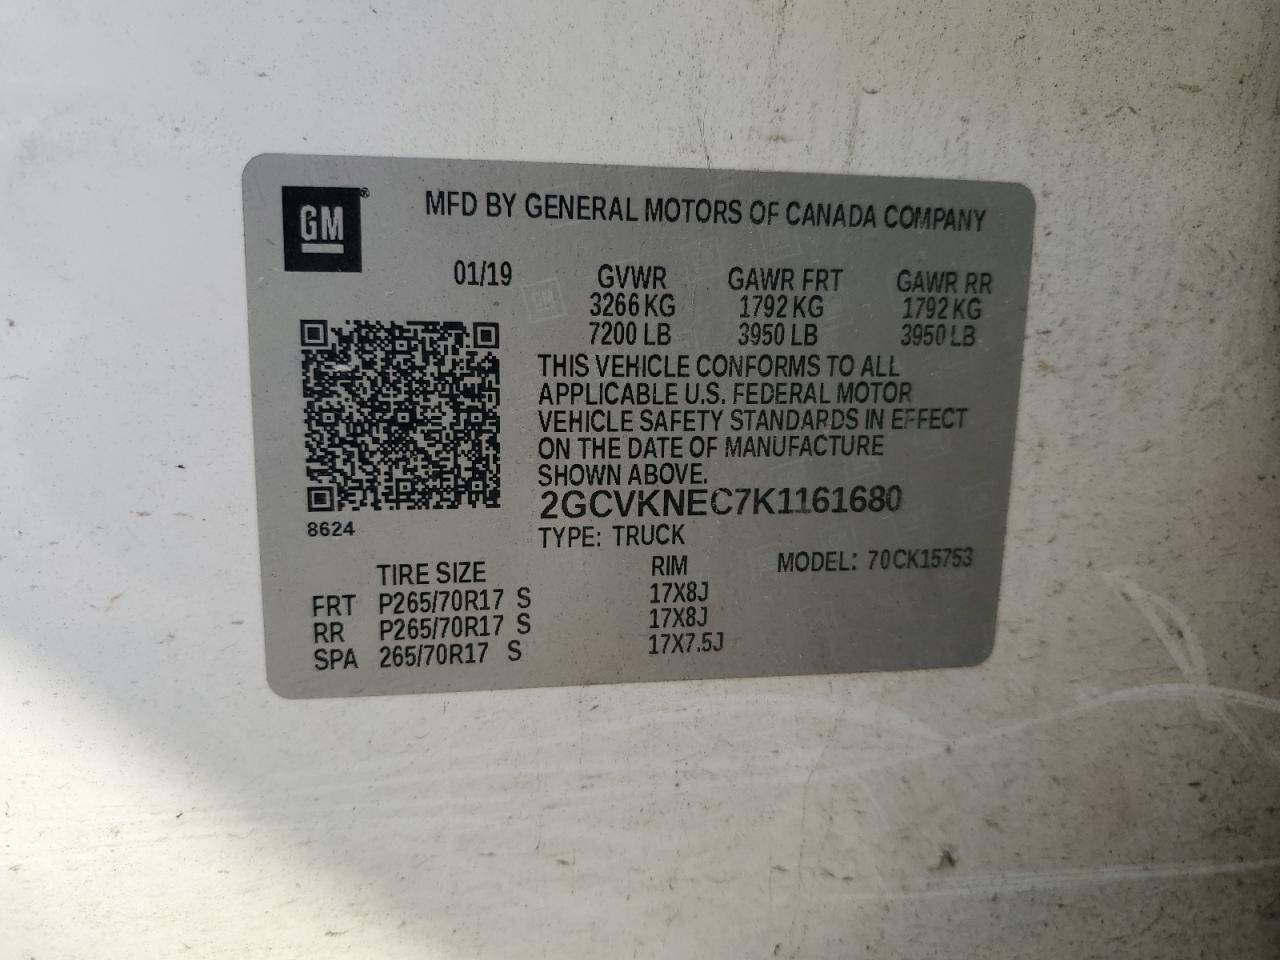 GM®
MFD BY GENERAL MOTORS OF CANADA COMPANY
01/19 GVWR GAWR FRT GAWR RR
3266 KG 1792 KG 1792 KG
7200 LB 3950 LB 3950 LB
THIS VEHICLE CONFORMS TO ALL
APPLICABLE U.S. FEDERAL MOTOR
VEHICLE SAFETY STANDARDS IN EFFECT
ON THE DATE OF MANUFACTURE
SHOWN ABOVE.
2GCVKNEC7K1161680
8624
TYPE: TRUCK
MODEL: 70CK15753
TIRE SIZE RIM
FRT P265/70R17 S 17X8J
RR P265/70R17 S 17X8J
SPA 265/70R17 S 17X7.5J